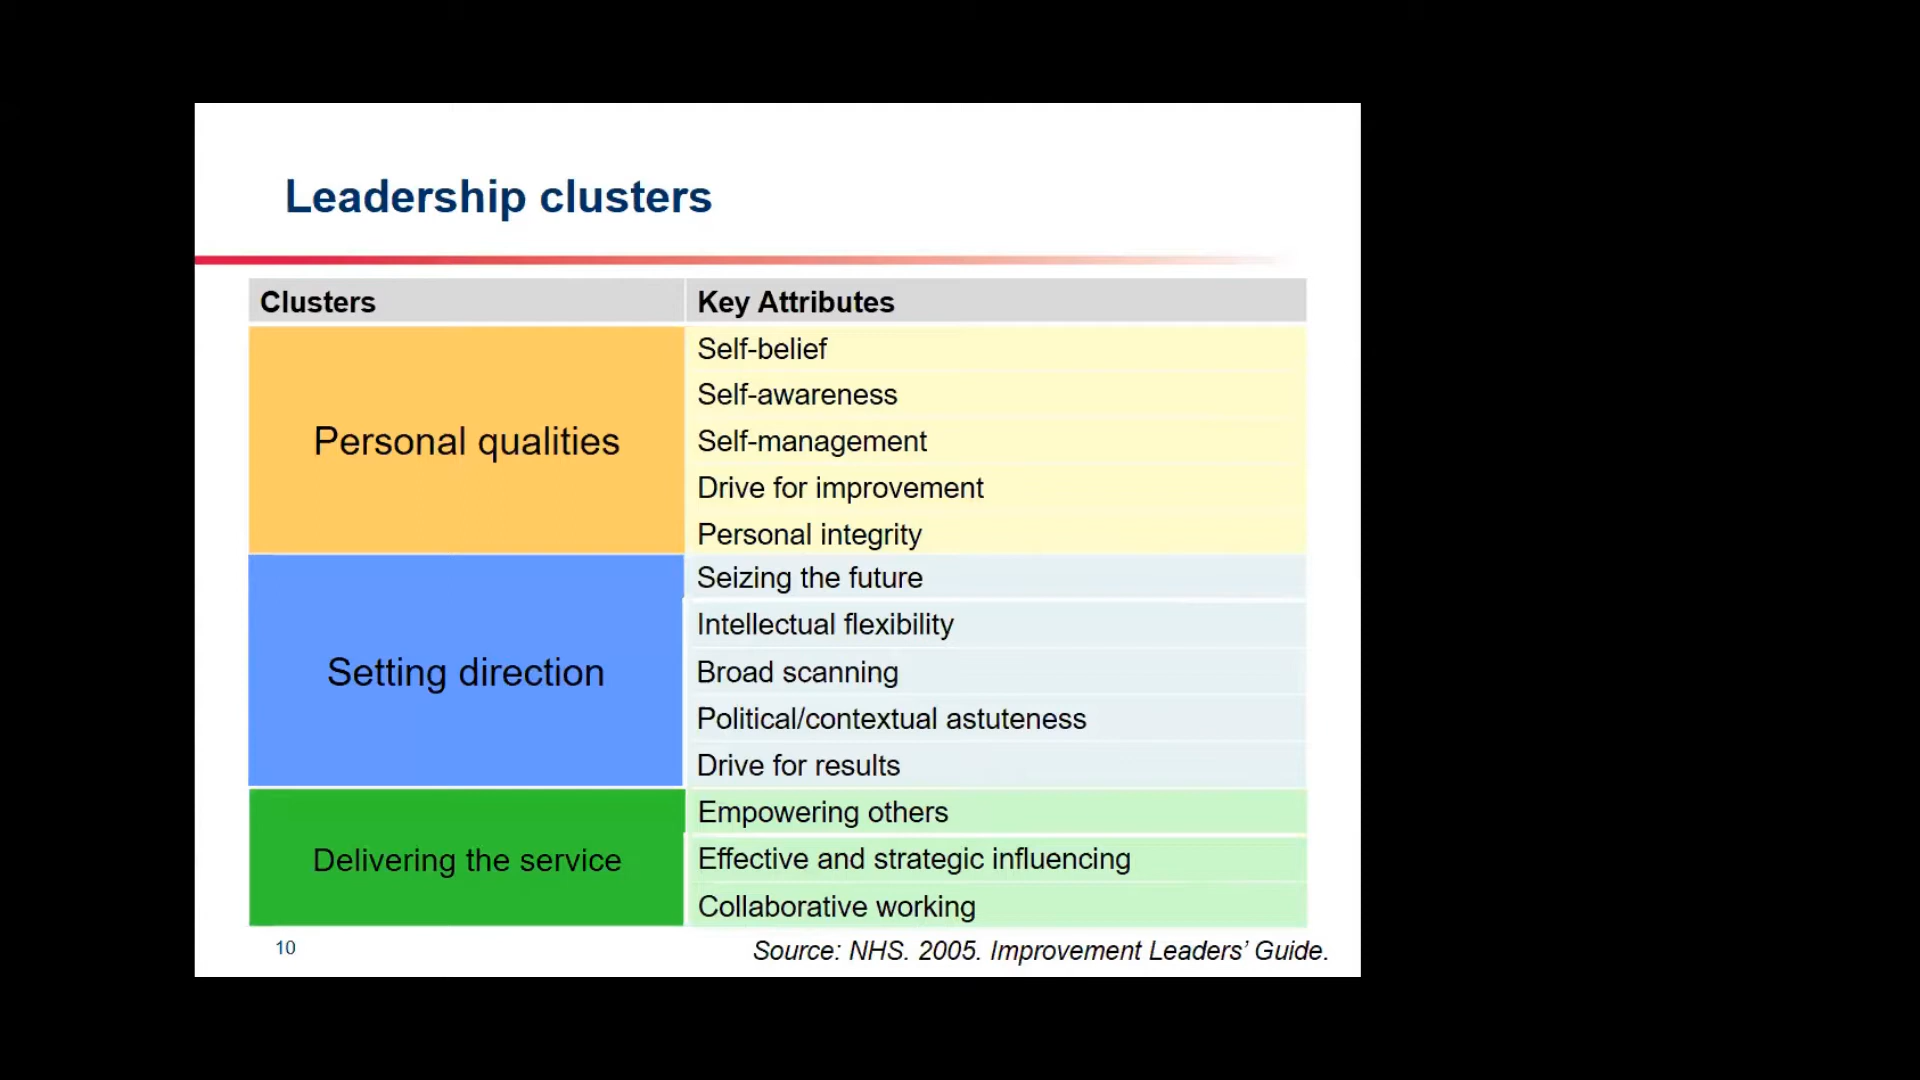 Leadership clusters
Clusters
Key Attributes
Personal qualities
Self-belief
Self-awareness
Self-management
Drive for improvement
Personal integrity
Setting direction
Seizing the future
Intellectual flexibility
Broad scanning
Political/contextual astuteness
Drive for results
Delivering the service
Empowering others
Effective and strategic influencing
Collaborative working
10
Source: NHS. 2005. Improvement Leaders’ Guide.